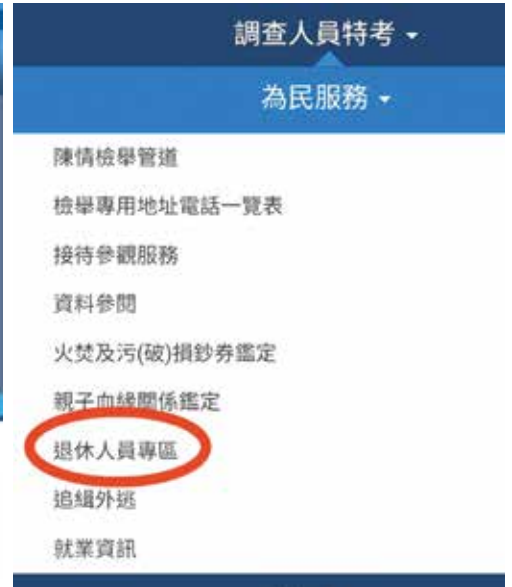 調查人員特考
為民服務
陳情檢舉管道
檢舉專用地址電話一覽表
接待參觀服務
資料參閱
火焚及污(破)損鈔券鑑定
親子血緣關係鑑定
退休人員專區
追緝外逃
就業資訊